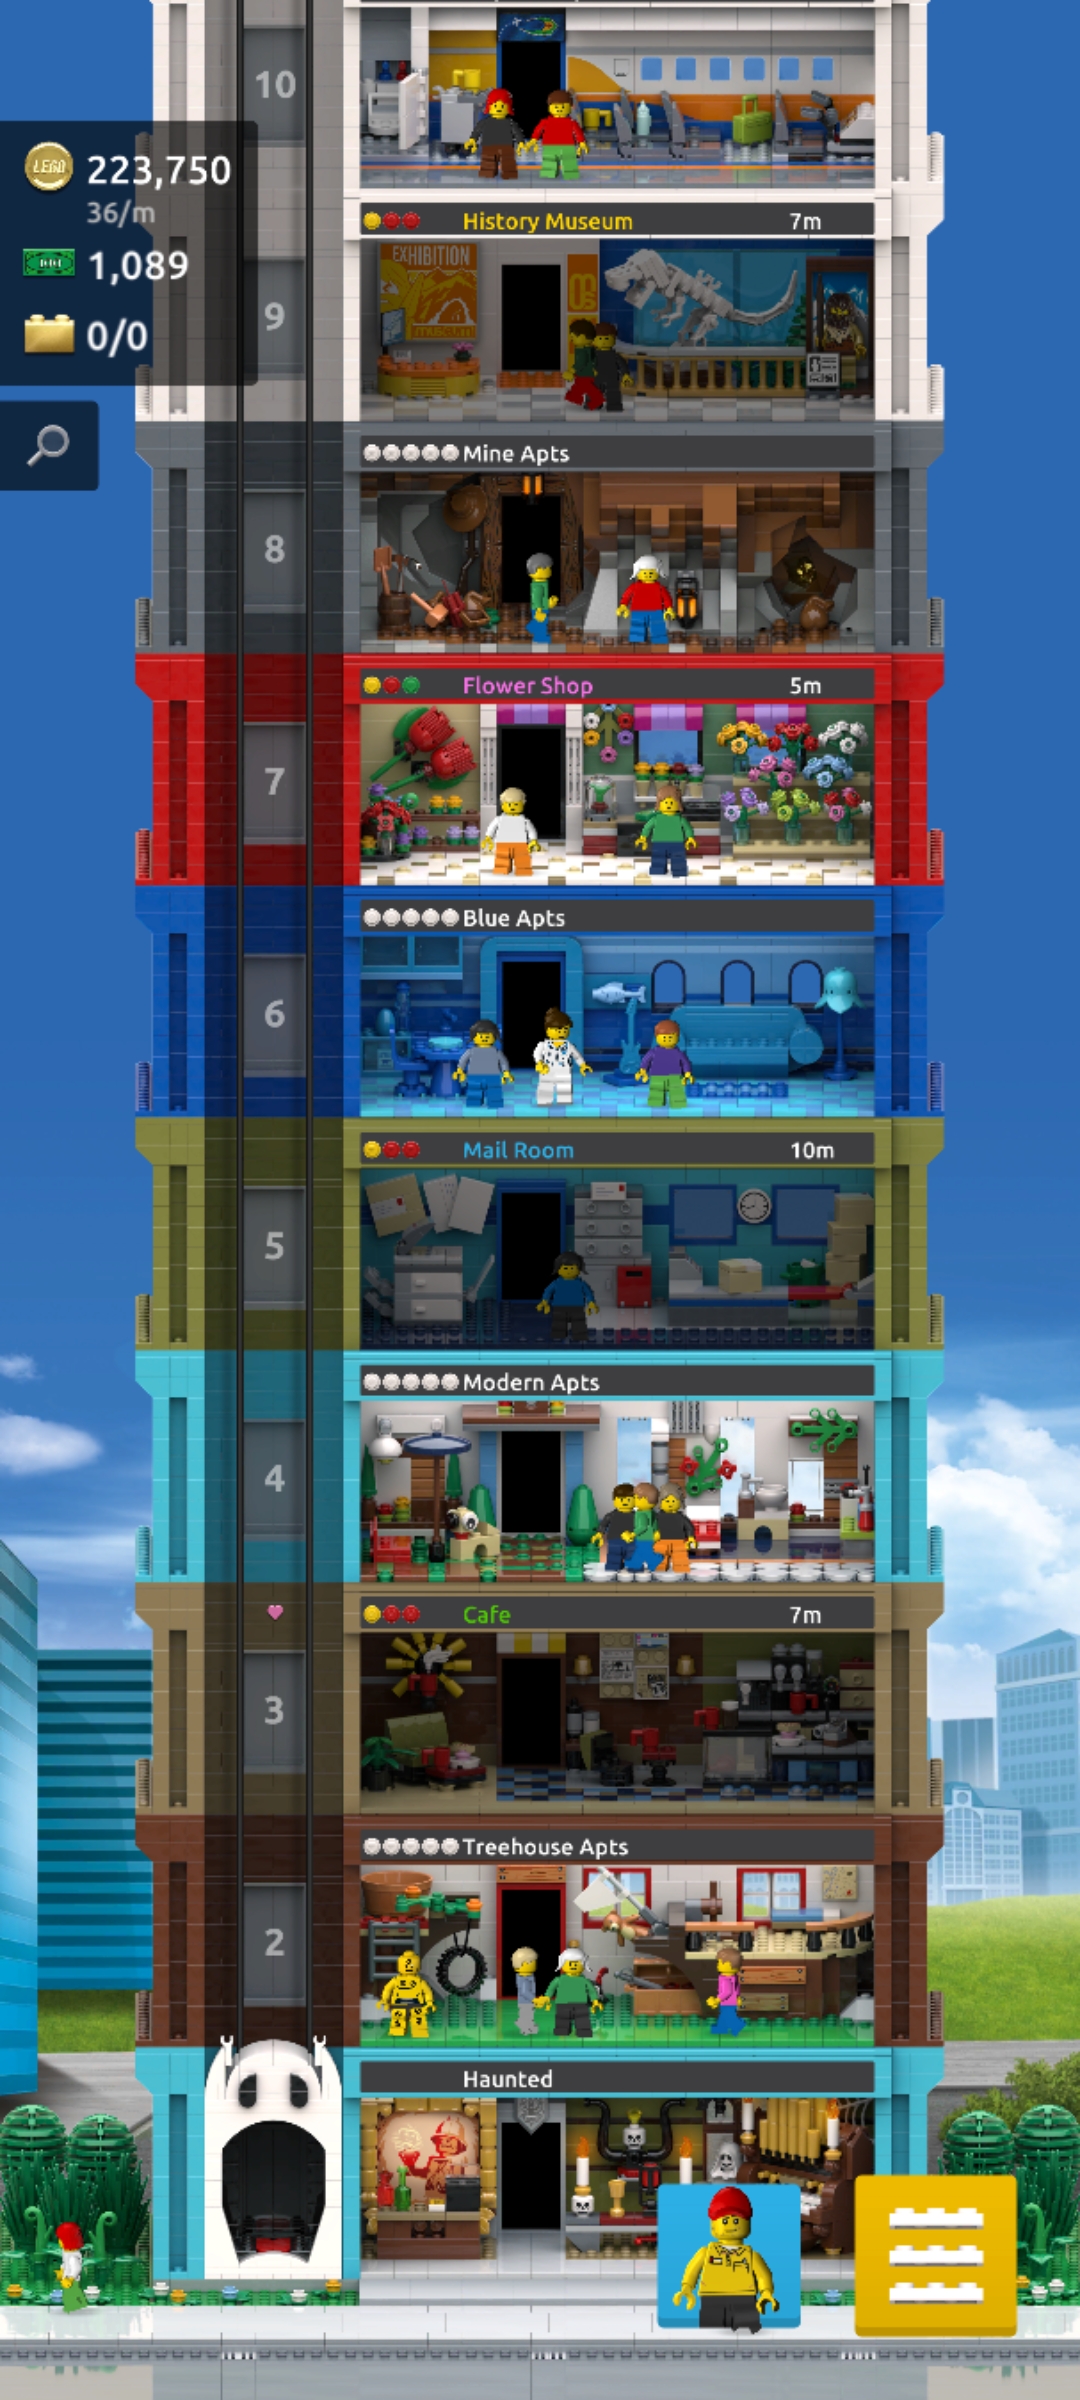 10
LEGO 223,750
36/m
1,089
0/0
History Museum 7m
EXHIBITION
9
Mine Apts
8
Flower Shop 5m
7
Blue Apts
6
Mail Room 10m
5
Modern Apts
4
Cafe 7m
3
Treehouse Apts
2
Haunted